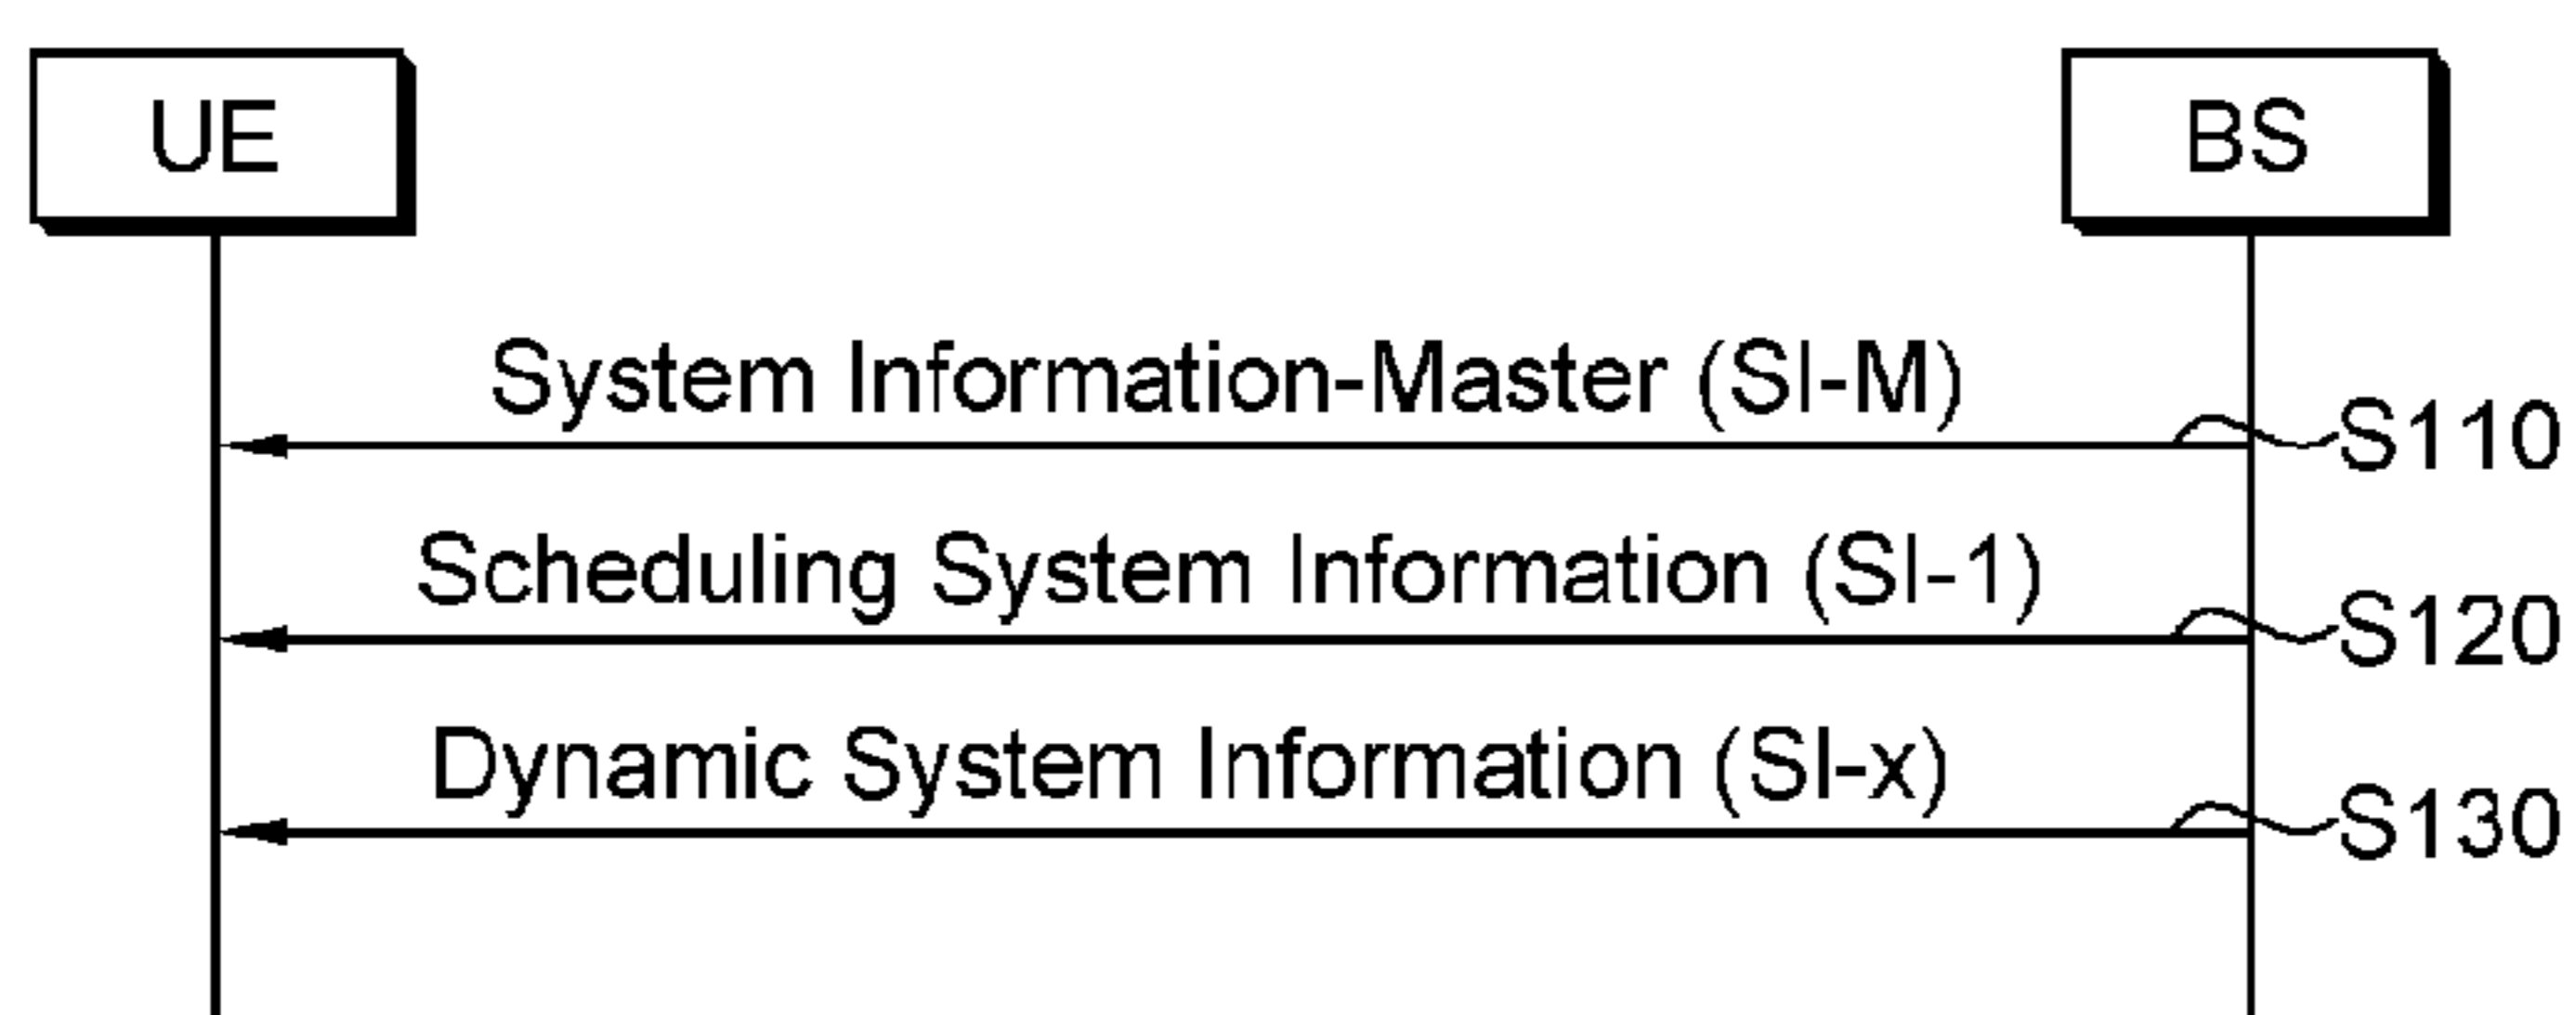 UE
BS
System Information-Master (SI-M)
S110
Scheduling System Information (SI-1)
S120
Dynamic System Information (SI-x)
S130